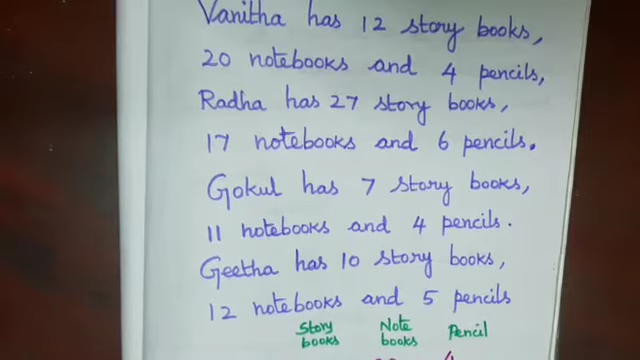 Vanitha has 12 story books,
20 notebooks and 4 pencils,
Radha has 27 story books,
17 notebooks and 6 pencils.
Gokul has 7 story books,
11 notebooks and 4 pencils.
Geetha has 10 story books,
12 notebooks and 5 pencils
Story books Note books Pencil